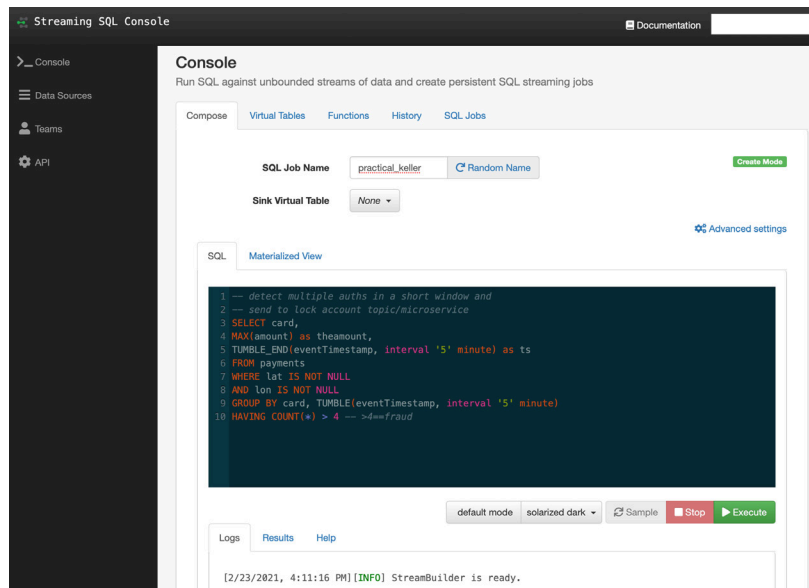 Streaming SQL Console
Documentation
Console
Data Sources
Teams
API
Console
Run SQL against unbounded streams of data and create persistent SQL streaming jobs
Compose Virtual Tables Functions History SQL Jobs
SQL Job Name practical_keller Random Name
Create Mode
Sink Virtual Table None
Advanced settings
SQL Materialized View
1 -- detect multiple auths in a short window and
2 -- send to lock account topic/microservice
3 SELECT card,
4 MAX(amount) as theamount,
5 TUMBLE_END(eventTimestamp, interval '5' minute) as ts
6 FROM payments
7 WHERE lat IS NOT NULL
8 AND lon IS NOT NULL
9 GROUP BY card, TUMBLE(eventTimestamp, interval '5' minute)
10 HAVING COUNT(*) > 4 -- >4==fraud
default mode solarized dark Sample Stop Execute
Logs Results Help
[2/23/2021, 4:11:16 PM][INFO] StreamBuilder is ready.